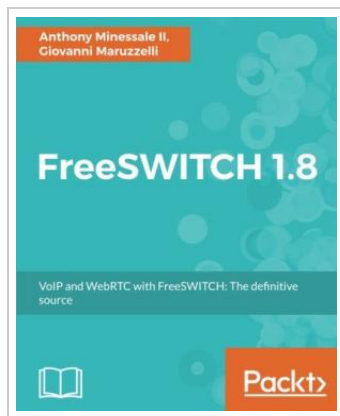 Anthony Minessale II,
Giovanni Maruzzelli
FreeSWITCH 1.8
VoIP and WebRTC with FreeSWITCH: The definitive
source
Packt>